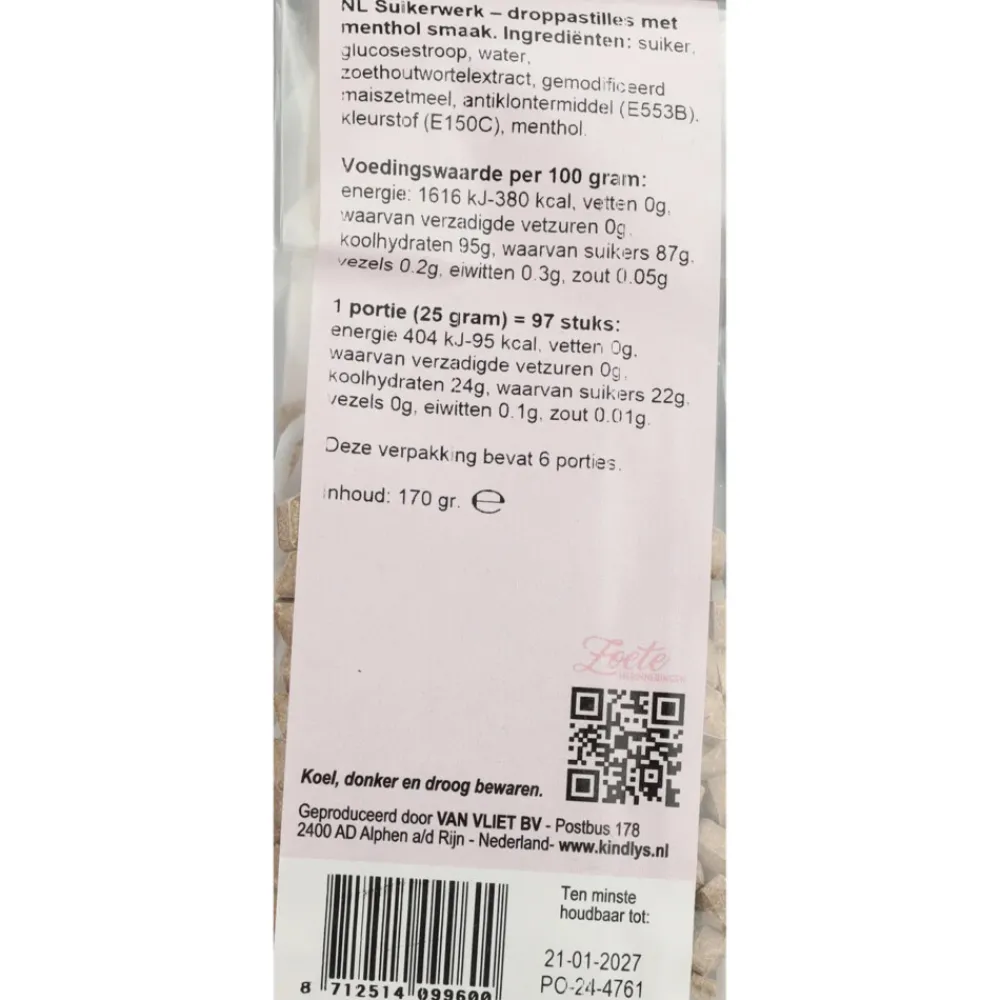 NL Suikerwerk – droppastilles met
menthol smaak. Ingrediënten: suiker,
glucosestroop, water,
zoethoutwortelextract, gemodificeerd
maiszetmeel, antiklontermiddel (E553B).
kleurstof (E150C), menthol.
Voedingswaarde per 100 gram:
energie: 1616 kJ-380 kcal, vetten 0g,
waarvan verzadigde vetzuren 0g,
koolhydraten 95g, waarvan suikers 87g,
vezels 0.2g, eiwitten 0.3g, zout 0.05g
1 portie (25 gram) = 97 stuks:
energie 404 kJ-95 kcal, vetten 0g,
waarvan verzadigde vetzuren 0g,
koolhydraten 24g, waarvan suikers 22g,
vezels 0g, eiwitten 0.1g, zout 0.01g.
Deze verpakking bevat 6 porties.
Inhoud: 170 gr. ℮
Zoete
HERINNERINGEN
Koel, donker en droog bewaren.
Geproduceerd door VAN VLIET BV - Postbus 178
2400 AD Alphen a/d Rijn - Nederland- www.kindlys.nl
Ten minste
houdbaar tot:
21-01-2027
PO-24-4761
8 712514 099600